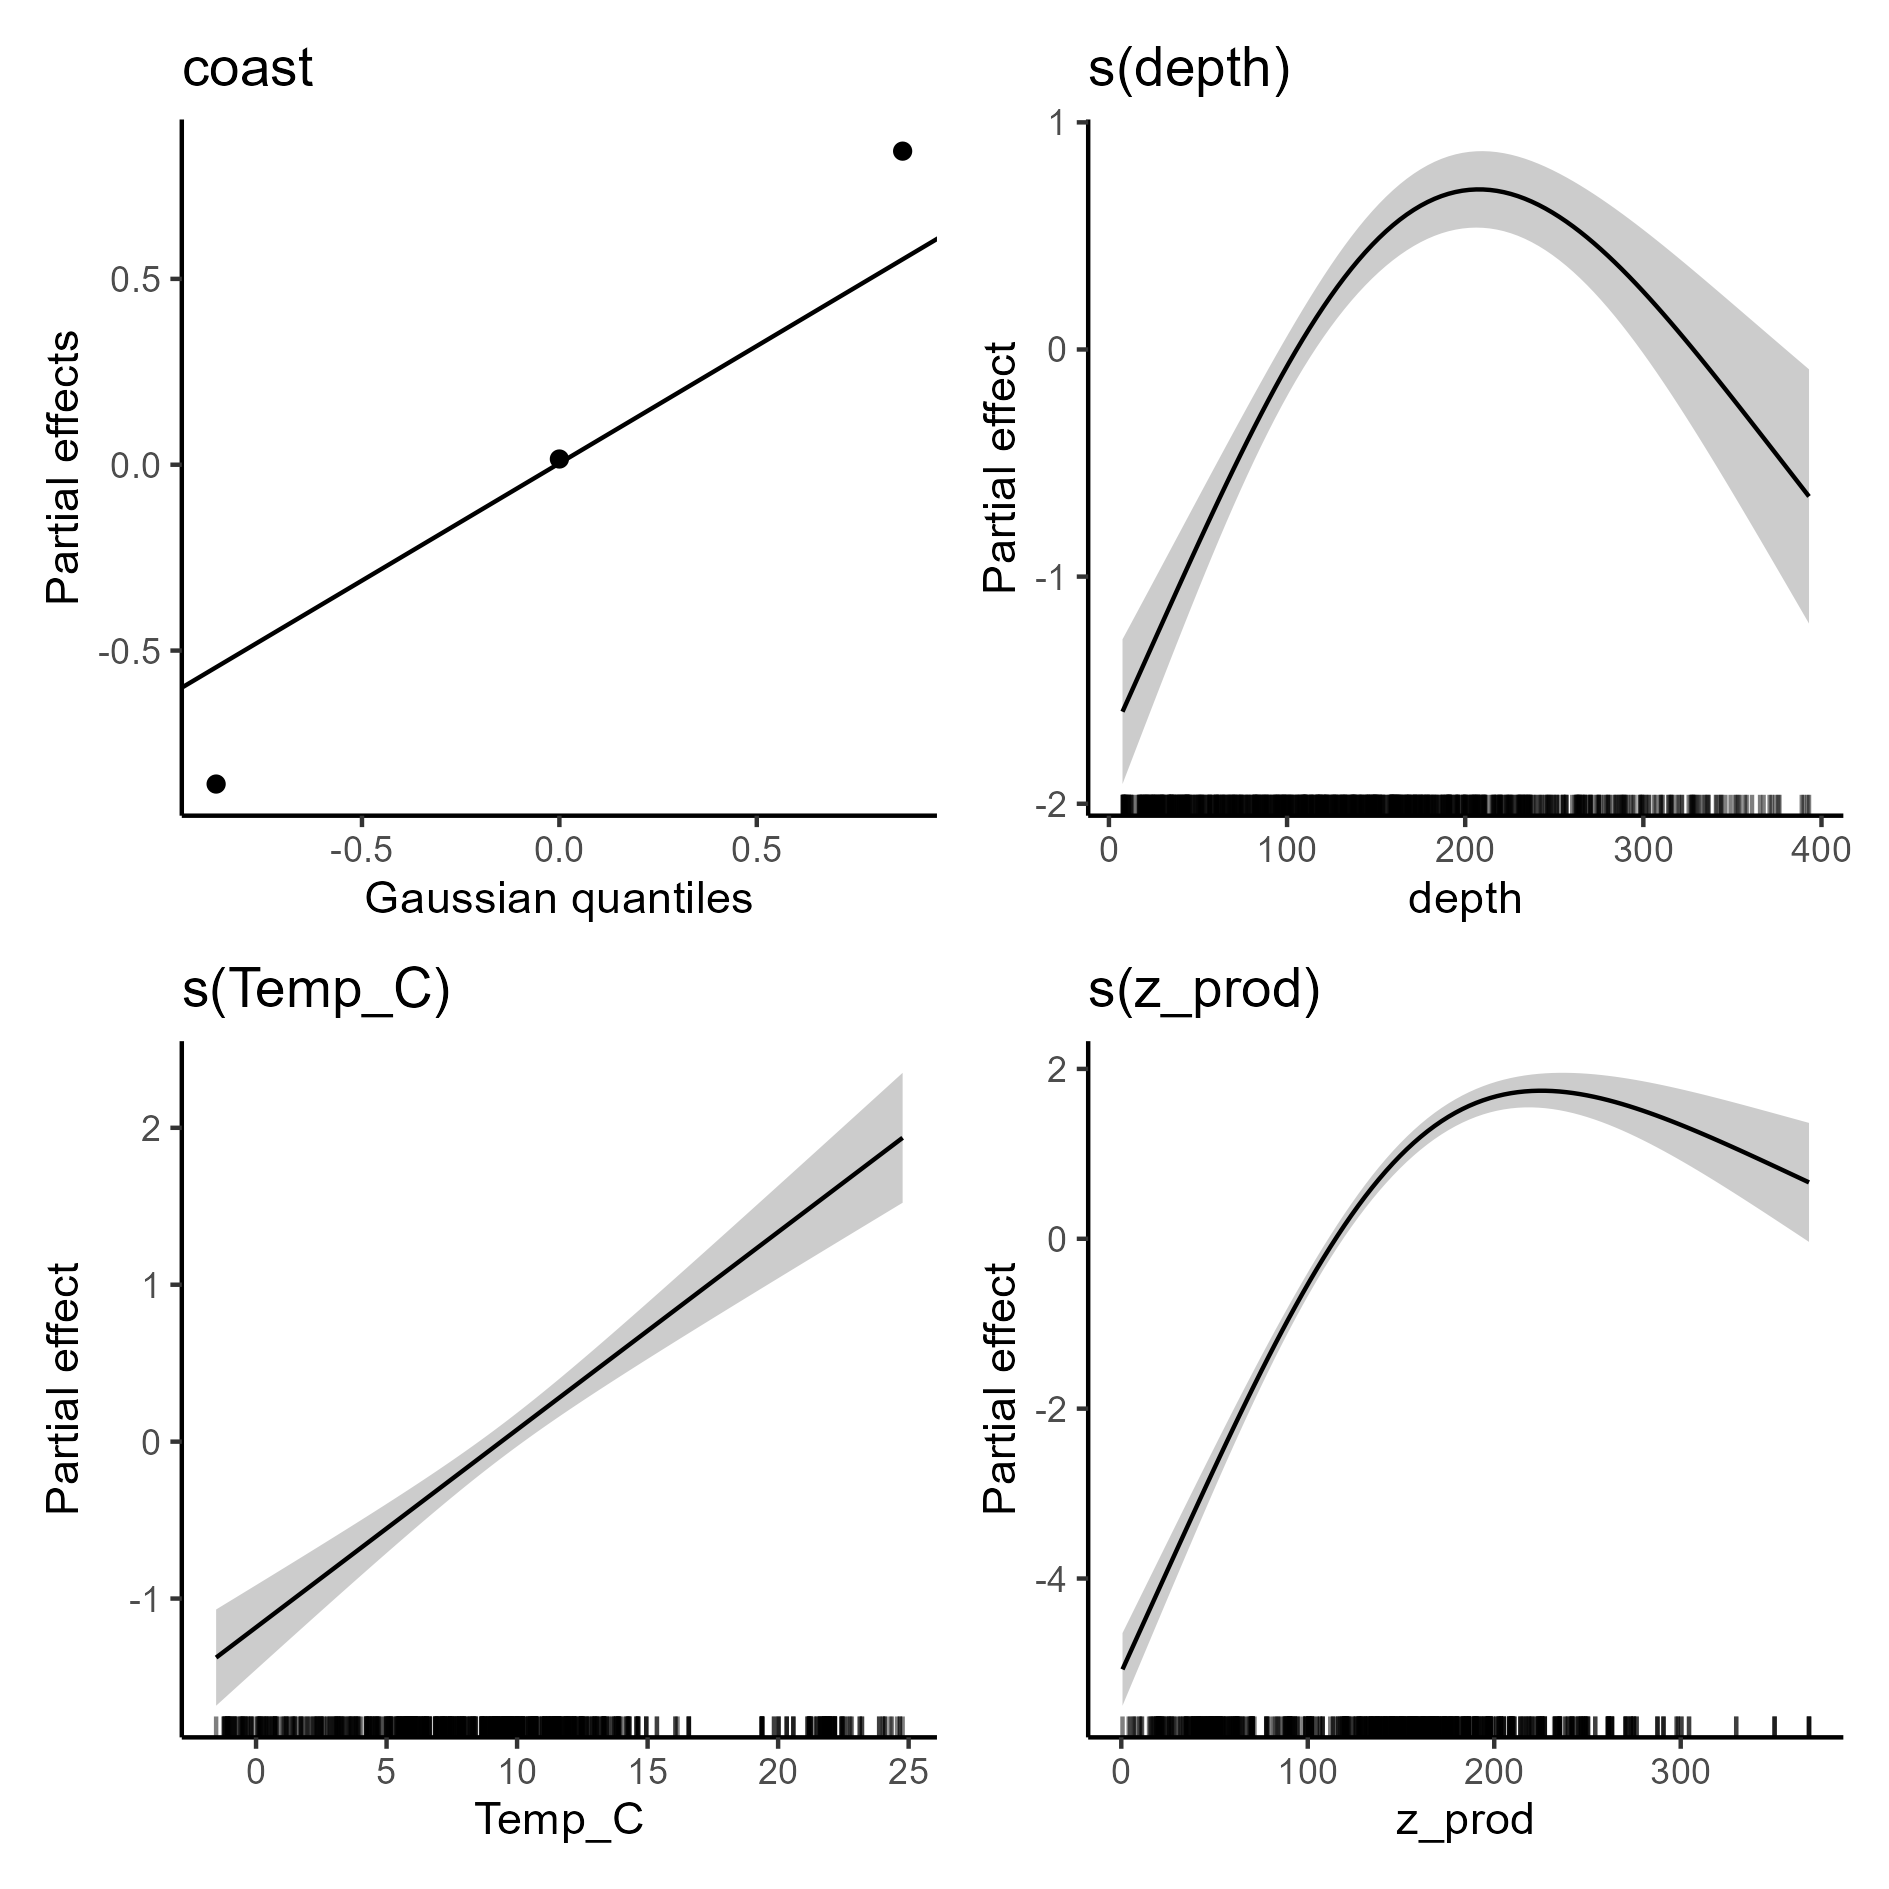 coast
Partial effects
0.5
0.0
-0.5
-0.5
0.0
0.5
Gaussian quantiles
s(depth)
Partial effect
1
0
-1
-2
0
100
200
300
400
depth
s(Temp_C)
Partial effect
2
1
0
-1
0
5
10
15
20
25
Temp_C
s(z_prod)
Partial effect
2
0
-2
-4
0
100
200
300
z_prod